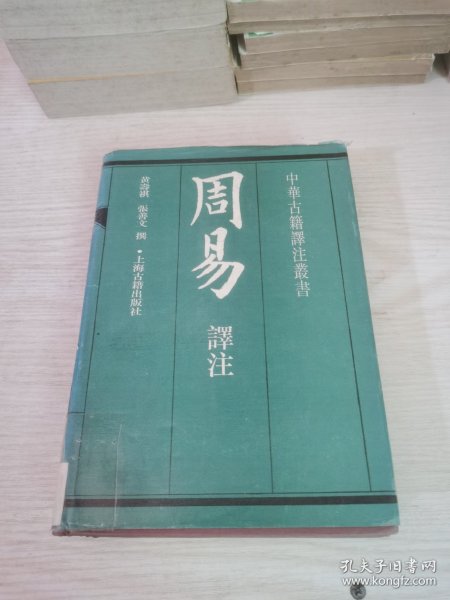 中華古籍譯注叢書
周易
譯注
黃壽祺 張善文 撰·上海古籍出版社
孔夫子旧书网
www.kongfz.com